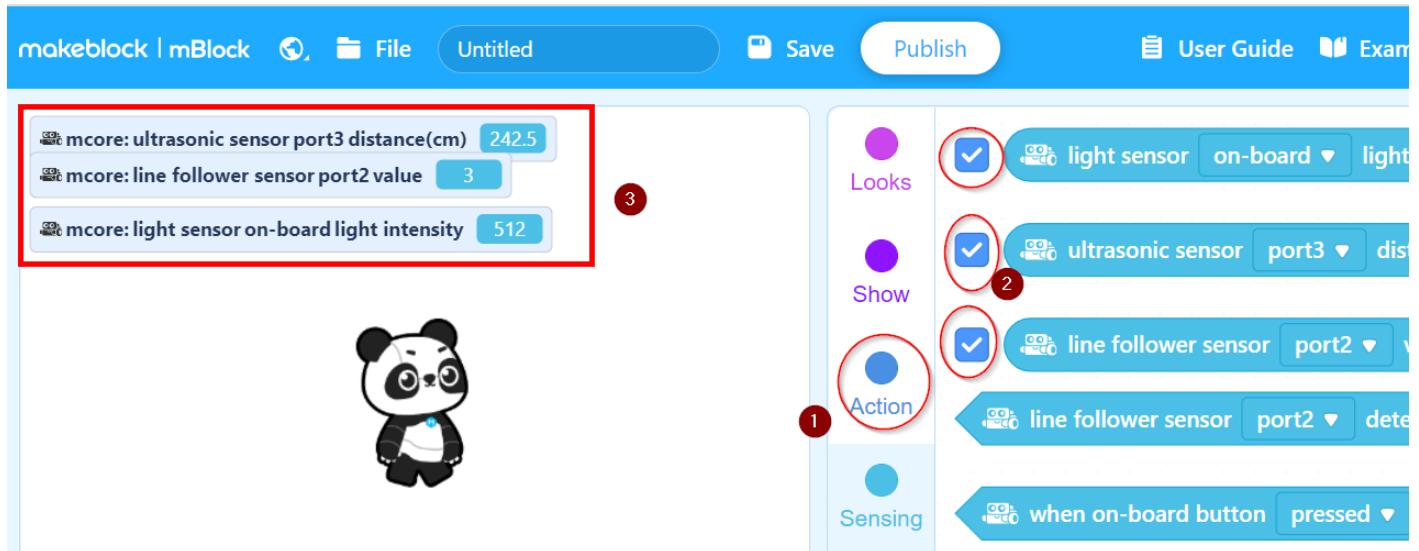 makeblock | mBlock File Untitled Save Publish User Guide Exam
mcore: ultrasonic sensor port3 distance(cm) 242.5
mcore: line follower sensor port2 value 3
mcore: light sensor on-board light intensity 512
3
Looks
Show
Action
1
Sensing
light sensor on-board light
ultrasonic sensor port3 dist
2
line follower sensor port2 v
line follower sensor port2 dete
when on-board button pressed